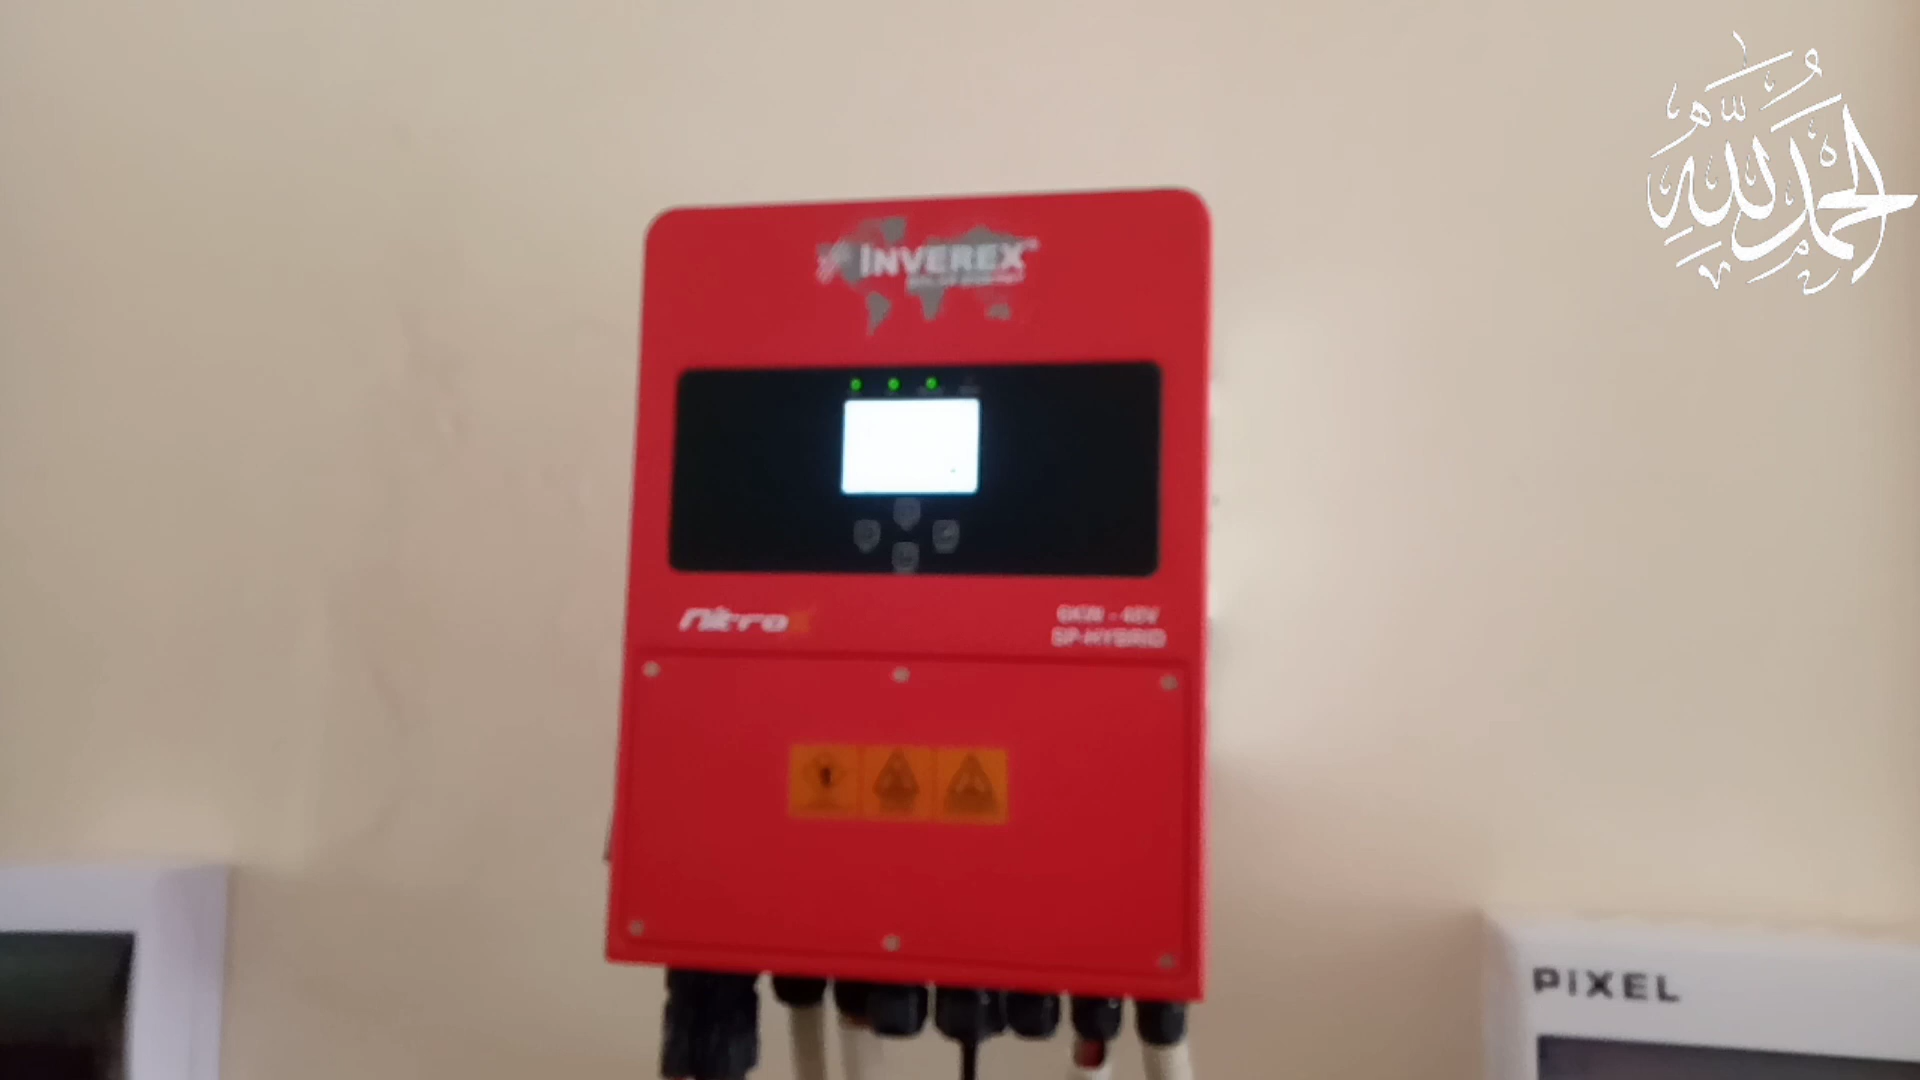 الحمد لله
INVEREX
NitroX
6KW - 48V
SP-HYBRID
PiXEL